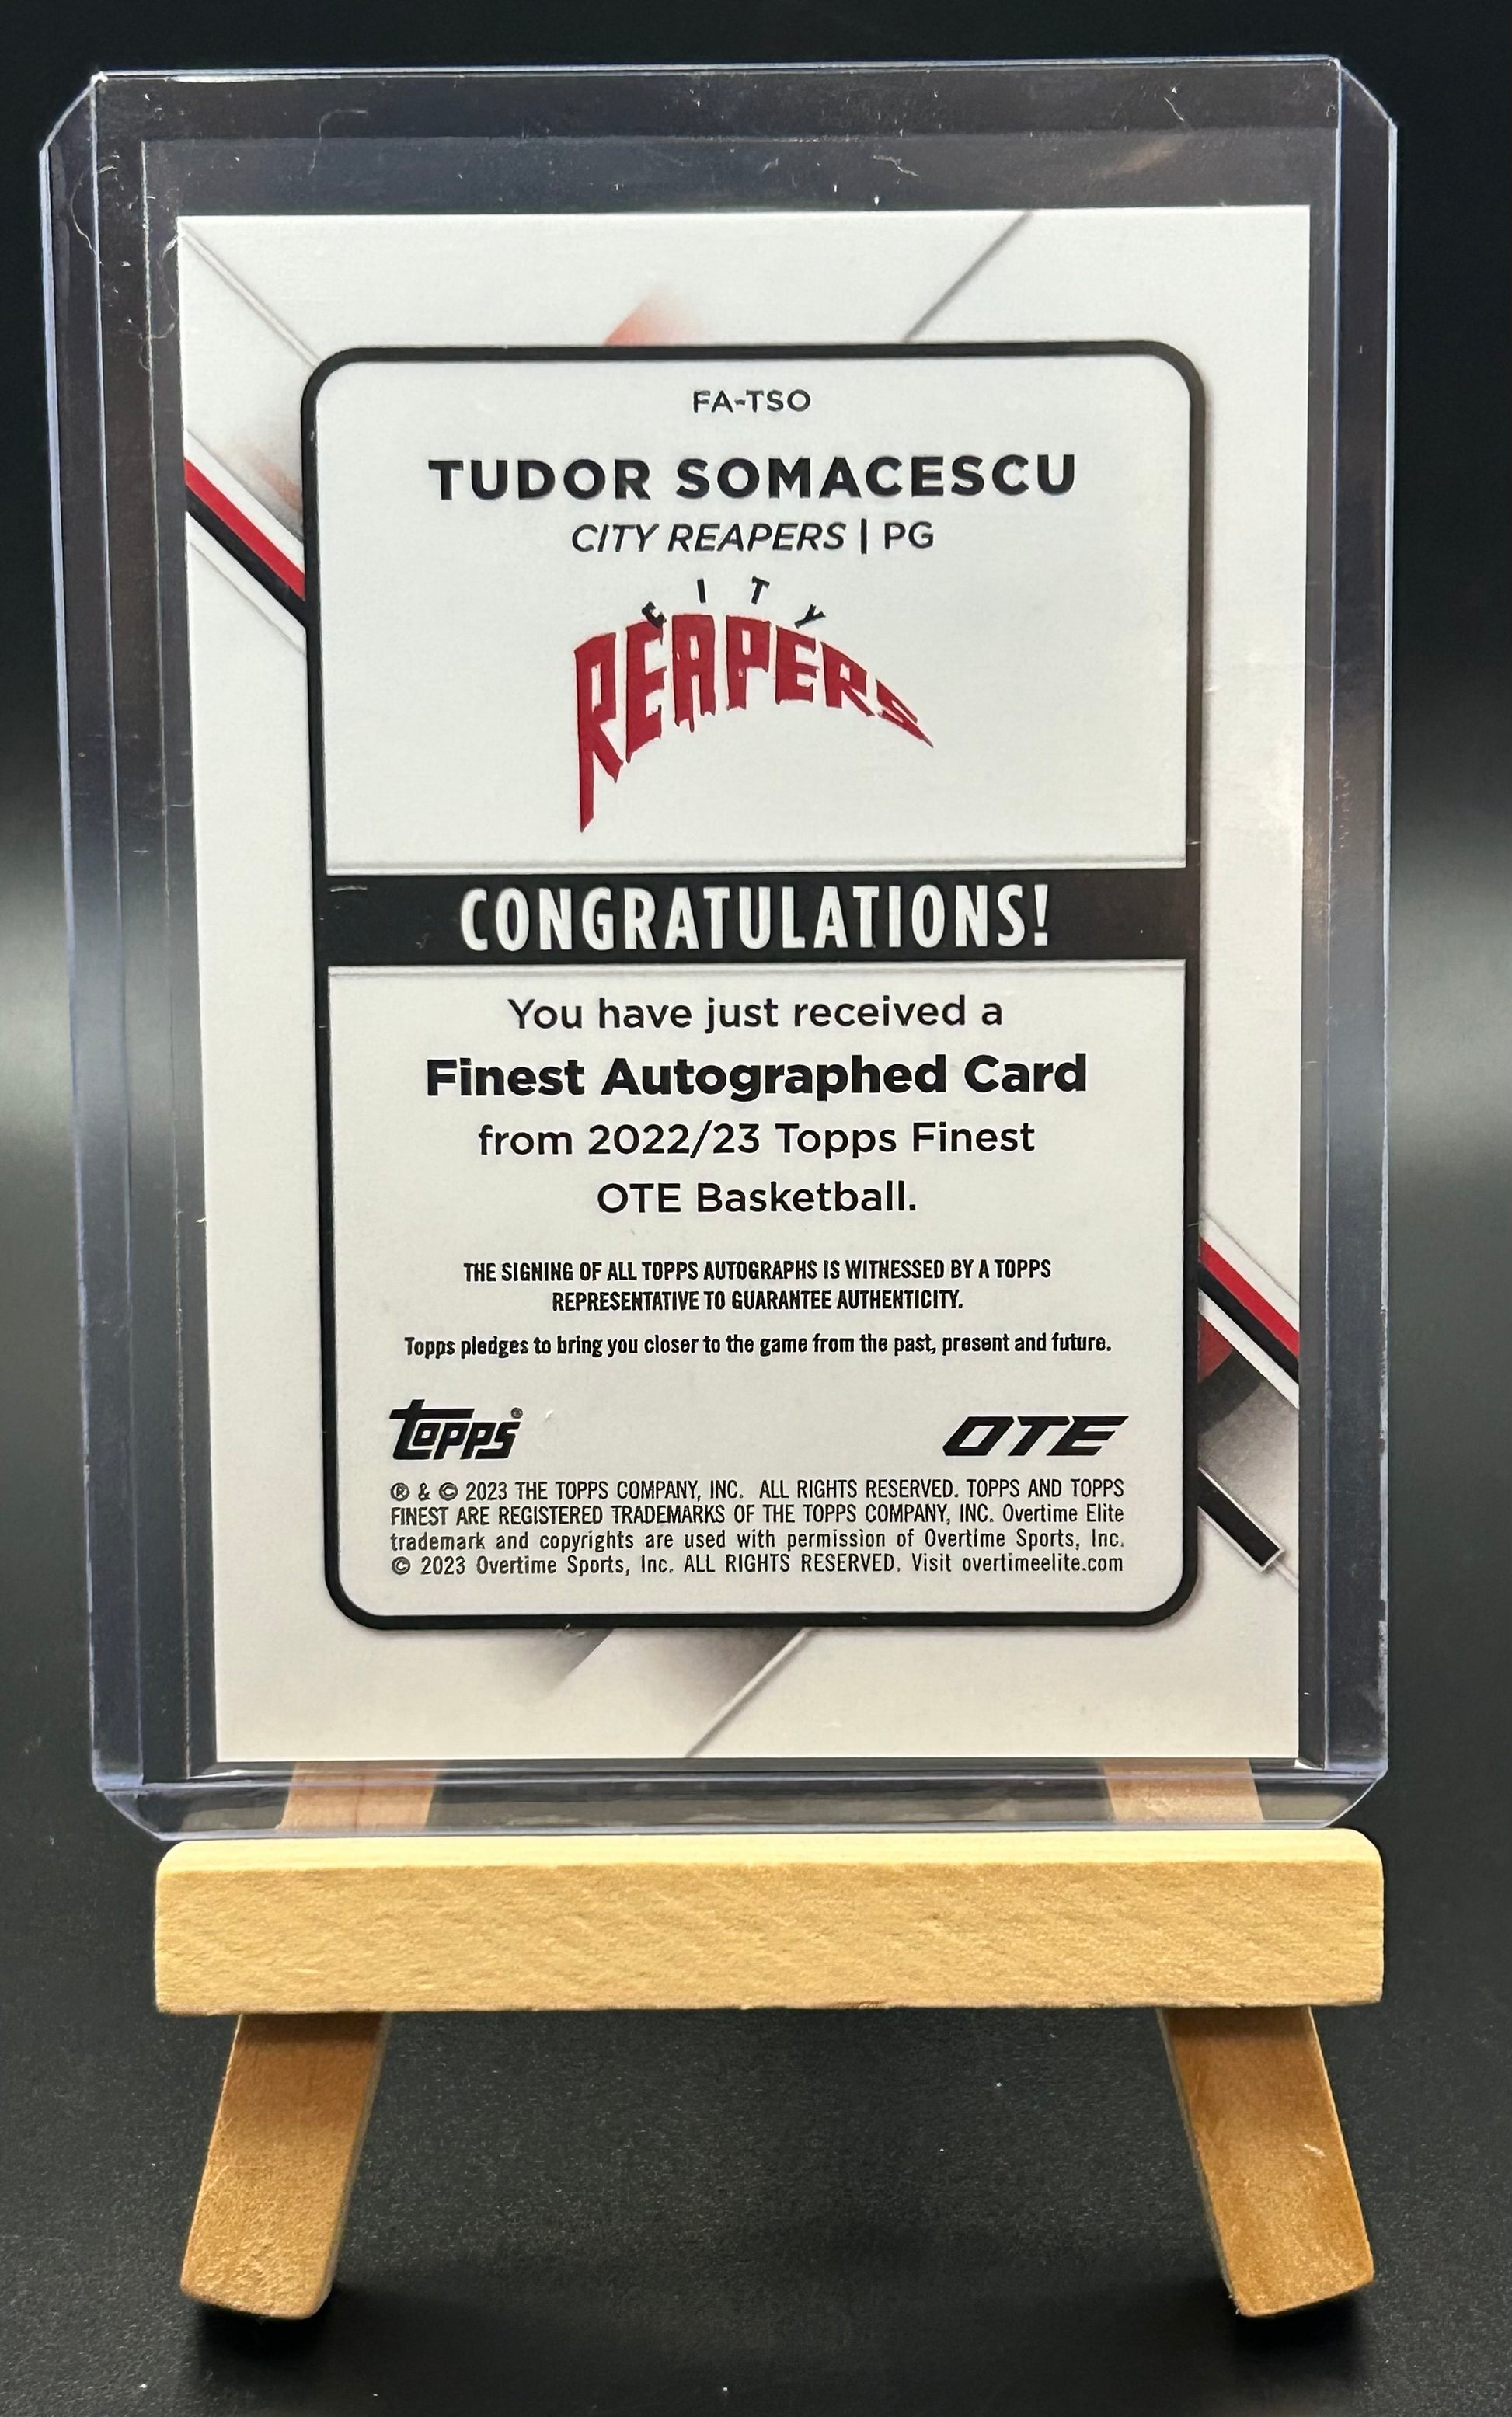 FA-TSO
TUDOR SOMACESCU
CITY REAPERS | PG
CITY
REAPERS
CONGRATULATIONS!
You have just received a
Finest Autographed Card
from 2022/23 Topps Finest
OTE Basketball.
THE SIGNING OF ALL TOPPS AUTOGRAPHS IS WITNESSED BY A TOPPS
REPRESENTATIVE TO GUARANTEE AUTHENTICITY.
Topps pledges to bring you closer to the game from the past, present and future.
Topps® OTE
® & © 2023 THE TOPPS COMPANY, INC. ALL RIGHTS RESERVED. TOPPS AND TOPPS
FINEST ARE REGISTERED TRADEMARKS OF THE TOPPS COMPANY, INC. Overtime Elite
trademark and copyrights are used with permission of Overtime Sports, Inc.
© 2023 Overtime Sports, Inc. ALL RIGHTS RESERVED. Visit overtimeelite.com